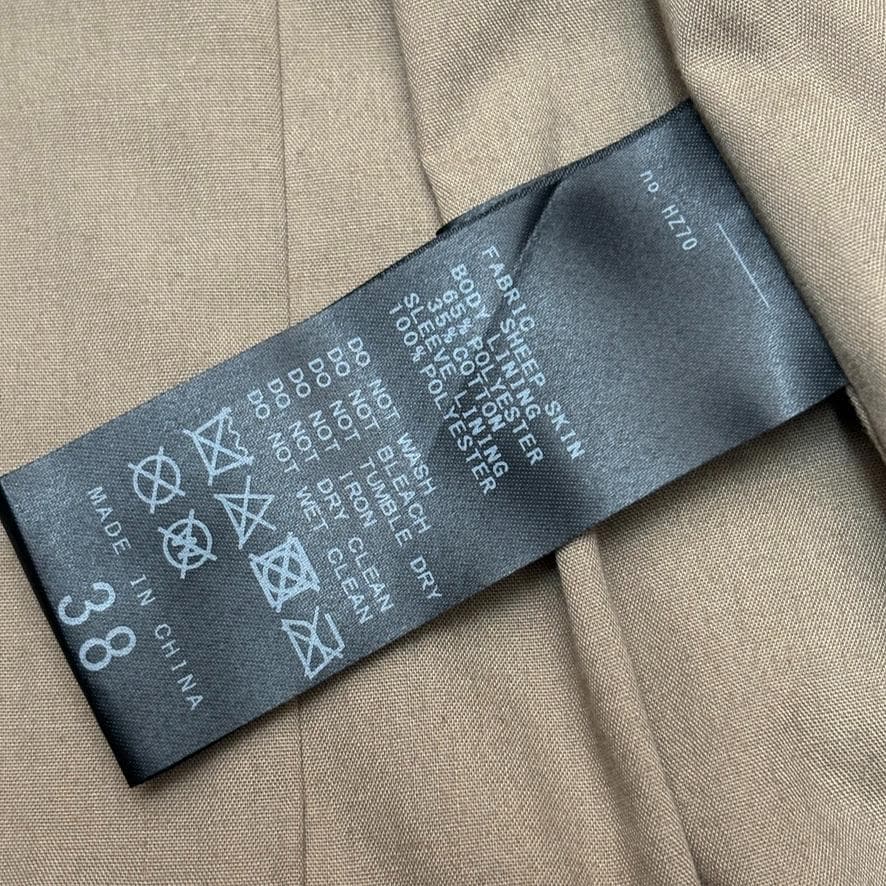 no. HZ70
FABRIC SHEEP SKIN
BODY LINING
65%POLYESTER
35%COTTON
SLEEVE LINING
100%POLYESTER
DO NOT WASH
DO NOT BLEACH
DO NOT TUMBLE DRY
DO NOT IRON
DO NOT DRY CLEAN
DO NOT WET CLEAN
MADE IN CHINA
38